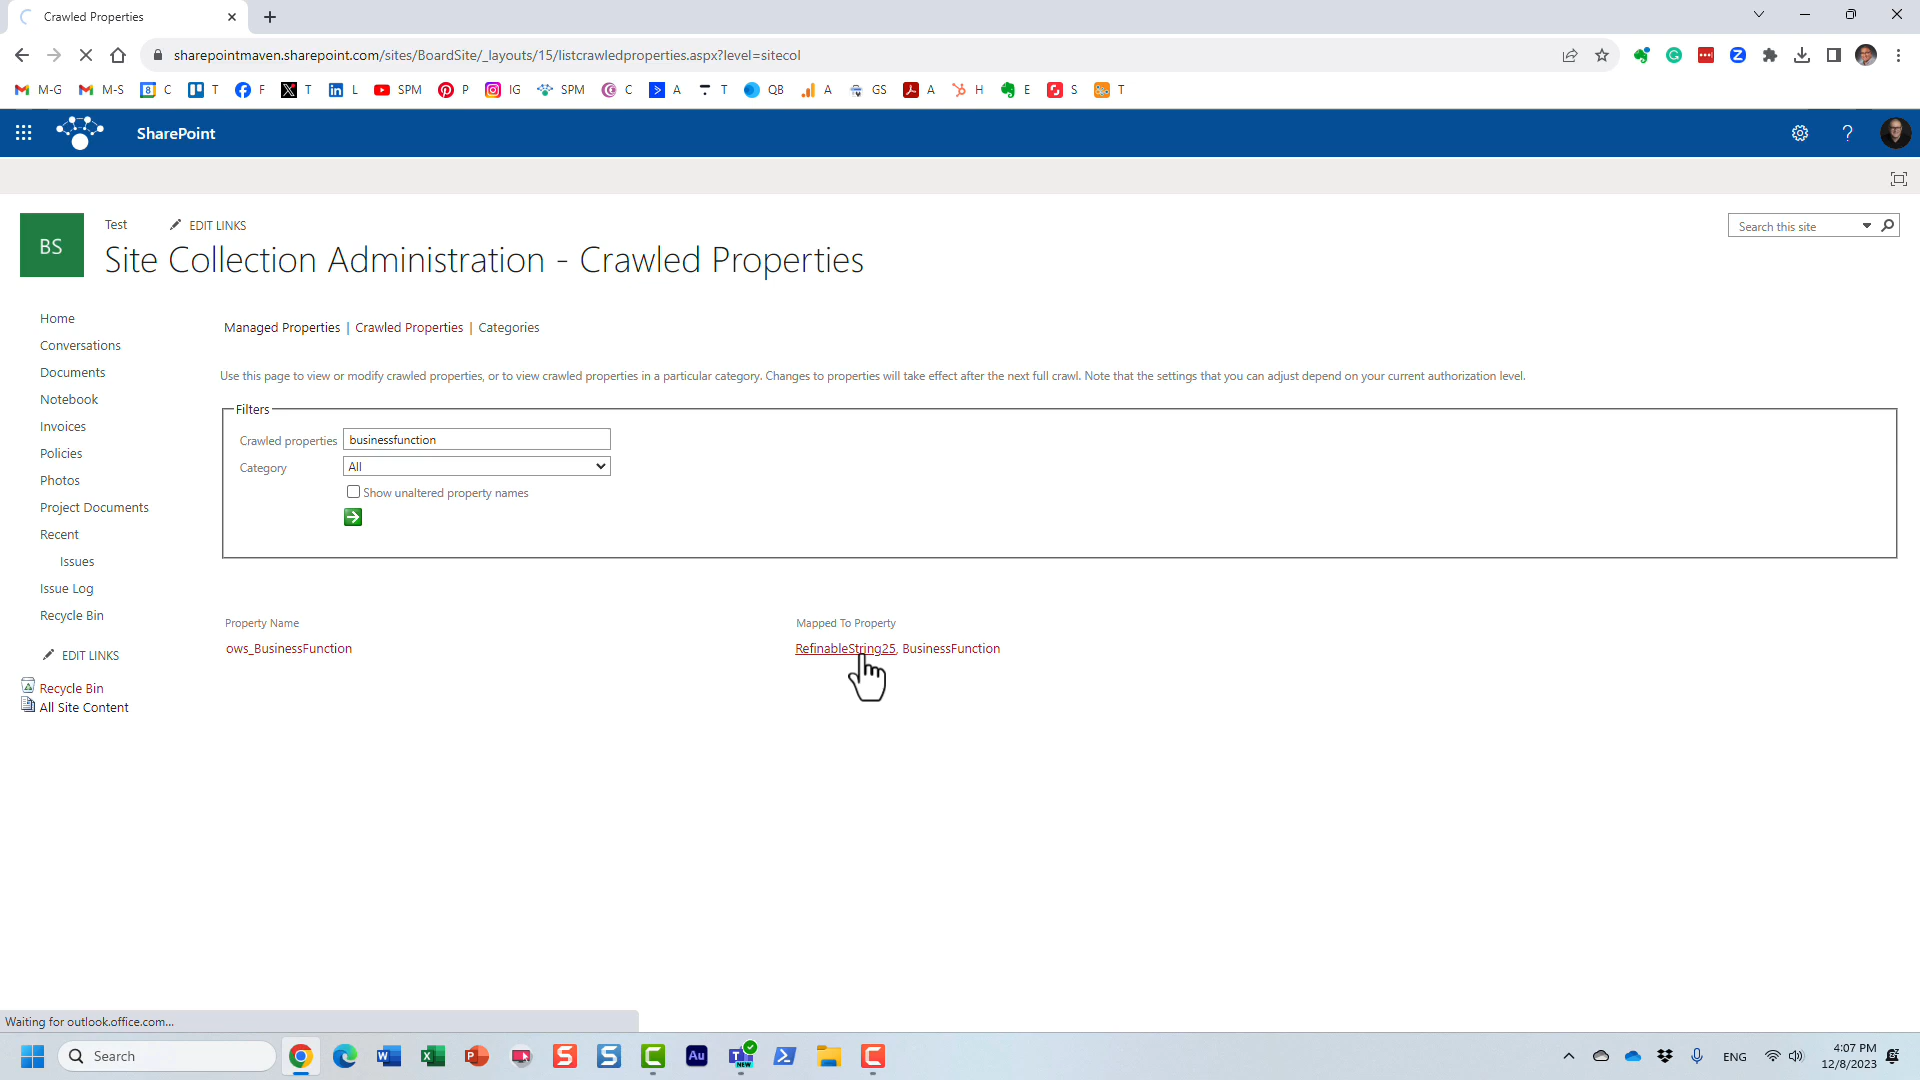 Crawled Properties
sharepointmaven.sharepoint.com/sites/BoardSite/_layouts/15/listcrawledproperties.aspx?level=sitecol
M-G M-S C T F T L SPM P IG SPM C A T QB A GS A H E S T
SharePoint
BS
Test EDIT LINKS
Search this site
Site Collection Administration - Crawled Properties
Home
Conversations
Documents
Notebook
Invoices
Policies
Photos
Project Documents
Recent
Issues
Issue Log
Recycle Bin
EDIT LINKS
Recycle Bin
All Site Content
Managed Properties | Crawled Properties | Categories
Use this page to view or modify crawled properties, or to view crawled properties in a particular category. Changes to properties will take effect after the next full crawl. Note that the settings that you can adjust depend on your current authorization level.
Filters
Crawled properties businessfunction
Category All
Show unaltered property names
Property Name Mapped To Property
ows_BusinessFunction RefinableString25, BusinessFunction
Waiting for outlook.office.com...
Search
ENG
4:07 PM
12/8/2023